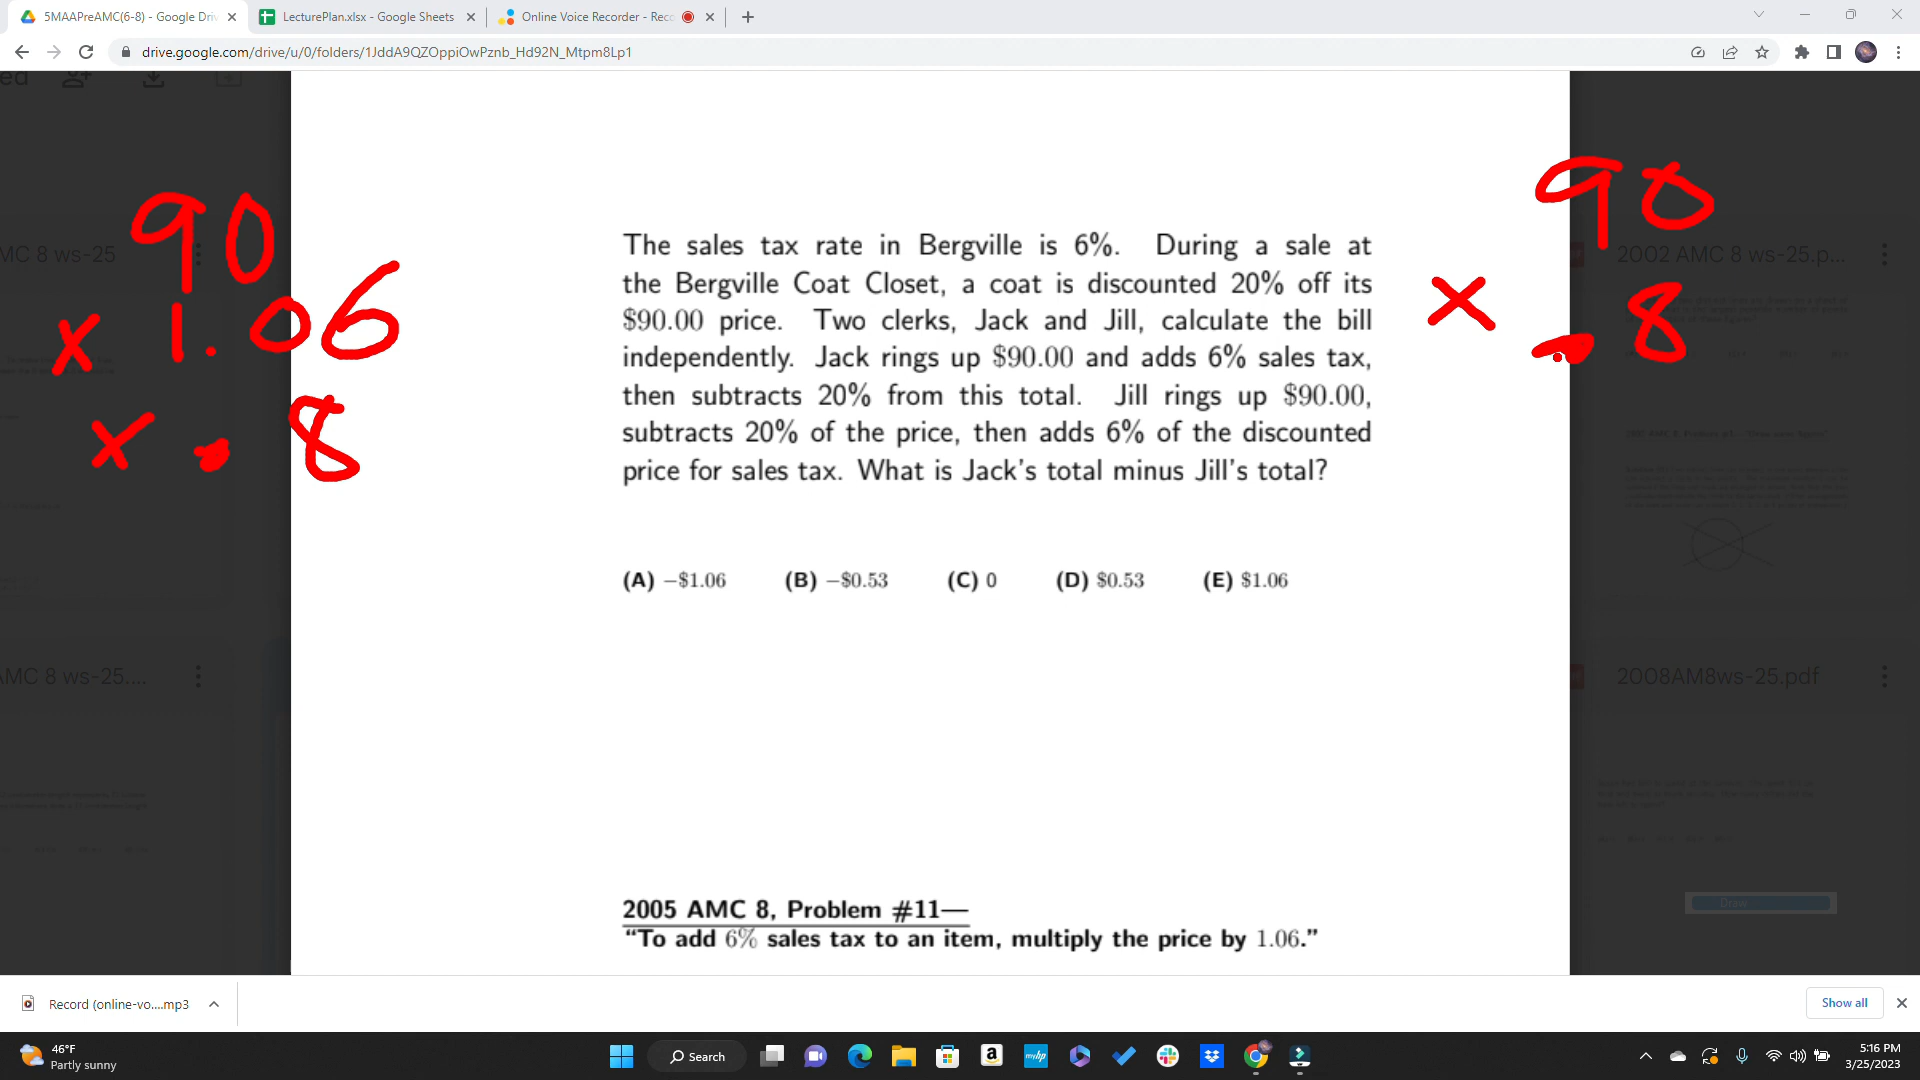 5MAAPreAMC(6-8) - Google Dri
LecturePlan.xlsx - Google Sheets
Online Voice Recorder - Reco
drive.google.com/drive/u/0/folders/1JddA9QZOppiOwPznb_Hd92N_Mtpm8Lp1
ed
90
x 1.06
x .8
90
x .8
MC 8 ws-25
2002 AMC 8 ws-25.p...
The sales tax rate in Bergville is 6%. During a sale at
the Bergville Coat Closet, a coat is discounted 20% off its
$90.00 price. Two clerks, Jack and Jill, calculate the bill
independently. Jack rings up $90.00 and adds 6% sales tax,
then subtracts 20% from this total. Jill rings up $90.00,
subtracts 20% of the price, then adds 6% of the discounted
price for sales tax. What is Jack's total minus Jill's total?
(A) −$1.06 (B) −$0.53 (C) 0 (D) $0.53 (E) $1.06
AMC 8 ws-25....
2008AM8ws-25.pdf
Draw
2005 AMC 8, Problem #11—
“To add 6% sales tax to an item, multiply the price by 1.06.”
Record (online-vo....mp3
Show all
46°F
Partly sunny
Search
a
myhp
5:16 PM
3/25/2023